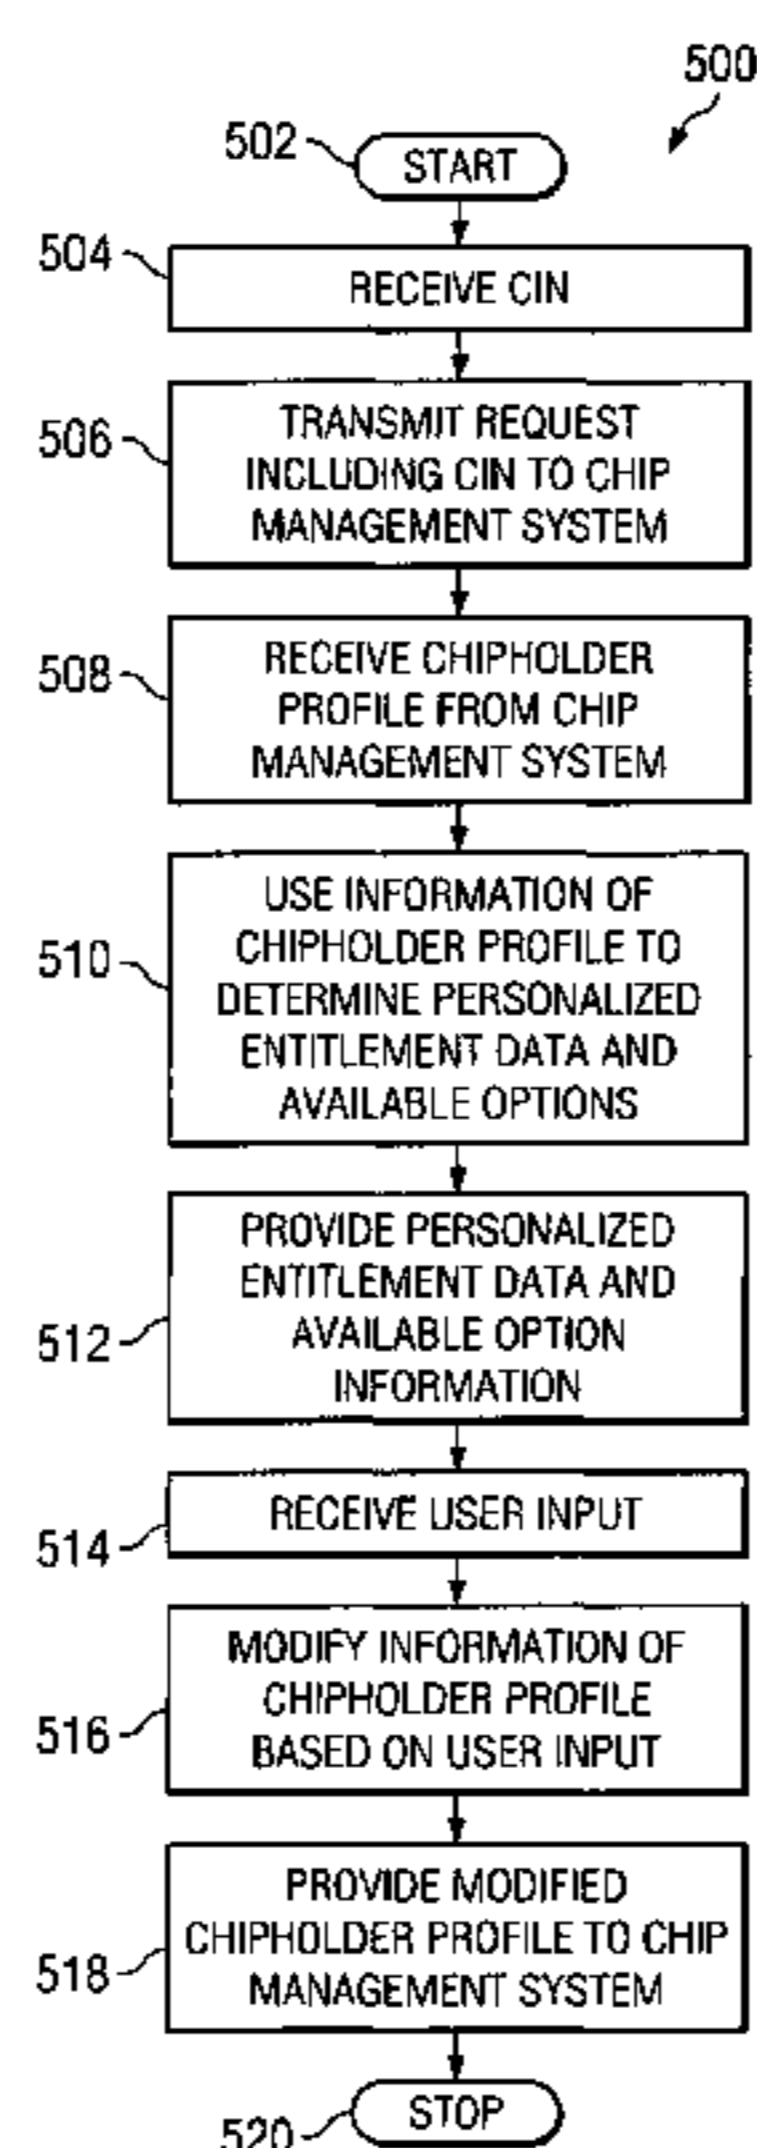 500
502
START
504
RECEIVE CIN
506
TRANSMIT REQUEST
INCLUDING CIN TO CHIP
MANAGEMENT SYSTEM
508
RECEIVE CHIPHOLDER
PROFILE FROM CHIP
MANAGEMENT SYSTEM
510
USE INFORMATION OF
CHIPHOLDER PROFILE TO
DETERMINE PERSONALIZED
ENTITLEMENT DATA AND
AVAILABLE OPTIONS
512
PROVIDE PERSONALIZED
ENTITLEMENT DATA AND
AVAILABLE OPTION
INFORMATION
514
RECEIVE USER INPUT
516
MODIFY INFORMATION OF
CHIPHOLDER PROFILE
BASED ON USER INPUT
518
PROVIDE MODIFIED
CHIPHOLDER PROFILE TO CHIP
MANAGEMENT SYSTEM
520
STOP